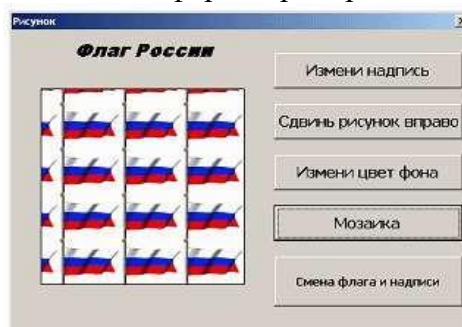 Рисунок
Флаг России
Измени надпись
Сдвинь рисунок вправо
Измени цвет фона
Мозаика
Смена флага и надписи